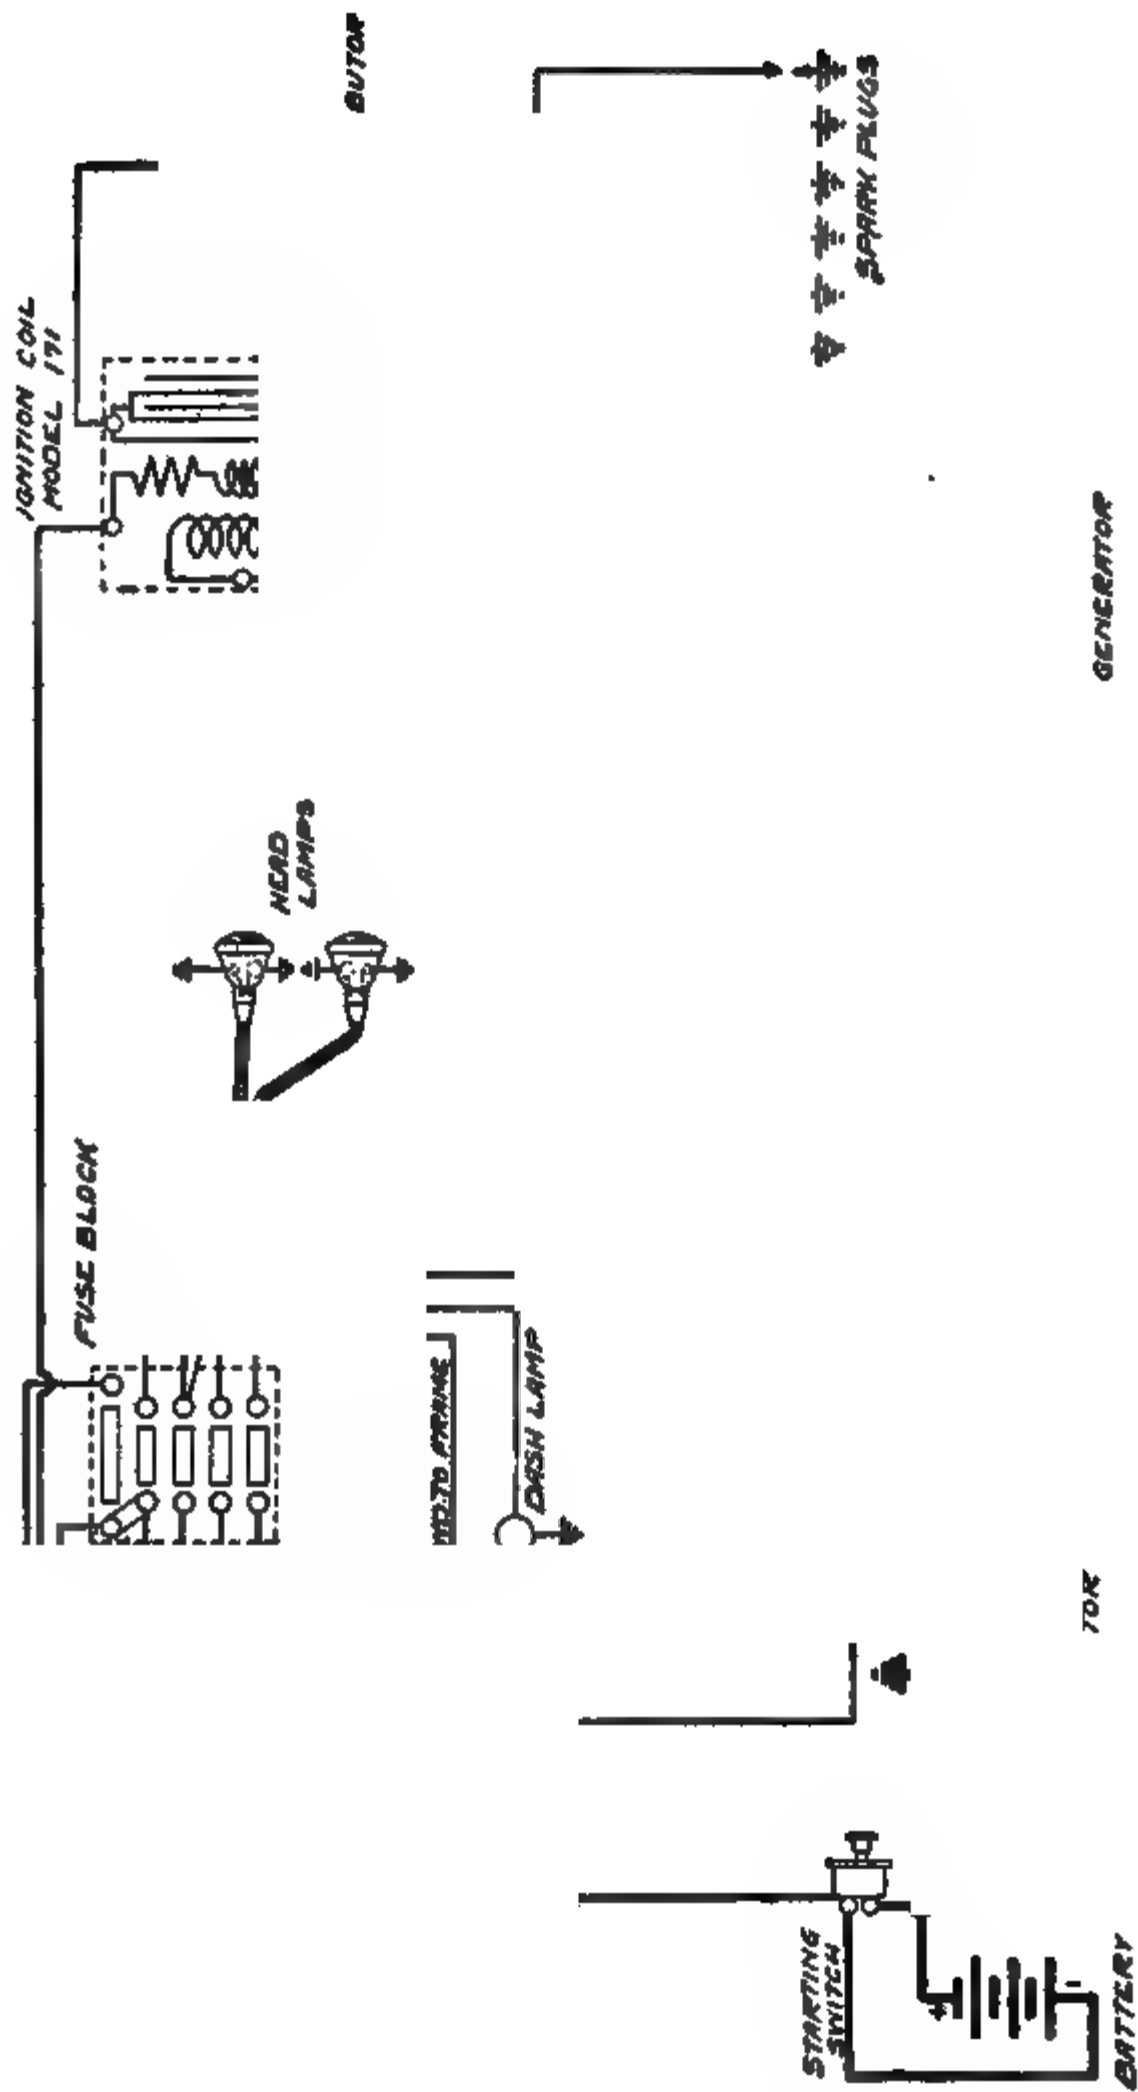 BUTOR
SPARK PLUGS
IGNITION COIL
MODEL 171
GENERATOR
HEAD
LAMPS
FUSE BLOCK
TO FRAME
DASH LAMP
TOR
STARTING
SWITCH
+
-
BATTERY